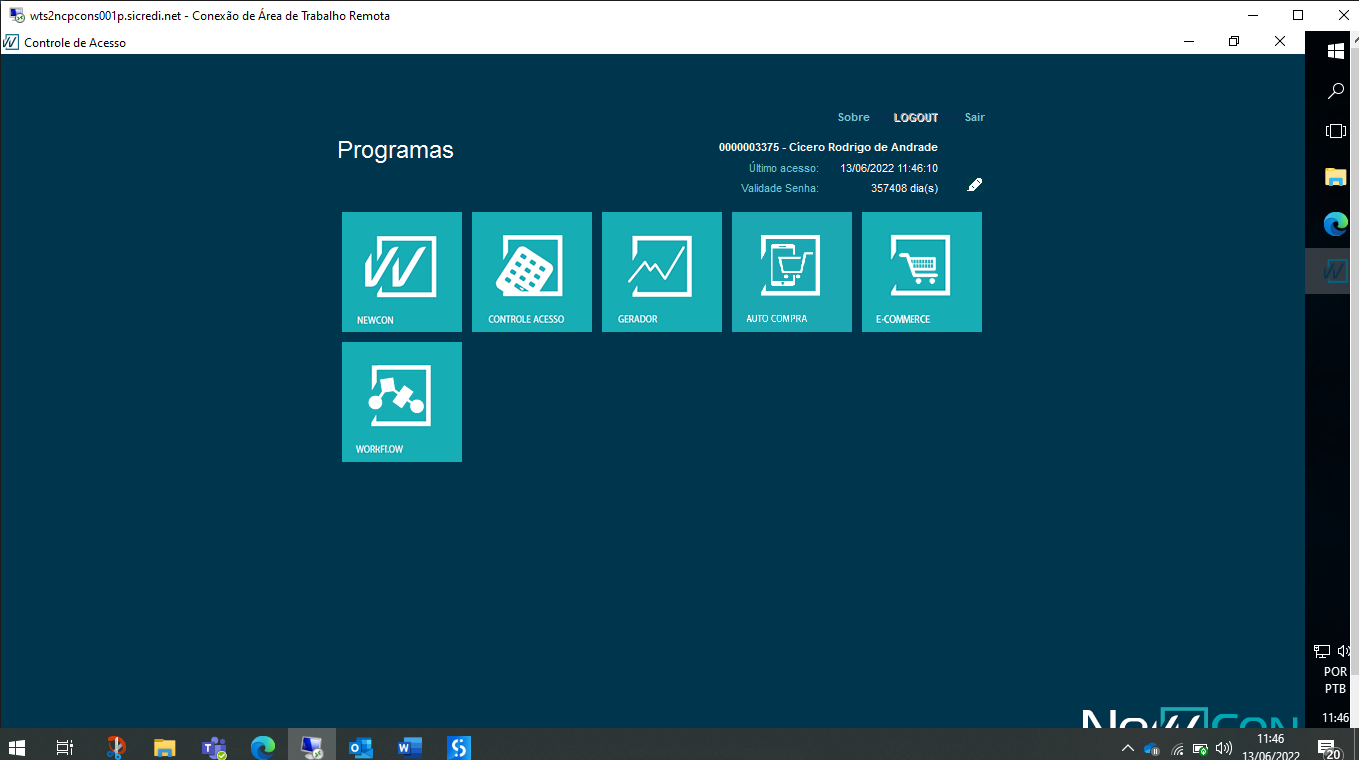 wts2ncpcons001p.sicredi.net - Conexão de Área de Trabalho Remota
Controle de Acesso
Sobre LOGOUT Sair
Programas
0000003375 - Cícero Rodrigo de Andrade
Último acesso: 13/06/2022 11:46:10
Validade Senha: 357408 dia(s)
NEWCON CONTROLE ACESSO GERADOR AUTO COMPRA E-COMMERCE
WORKFLOW
POR
PTB
NewCon
11:46
11:46
13/06/2022
20